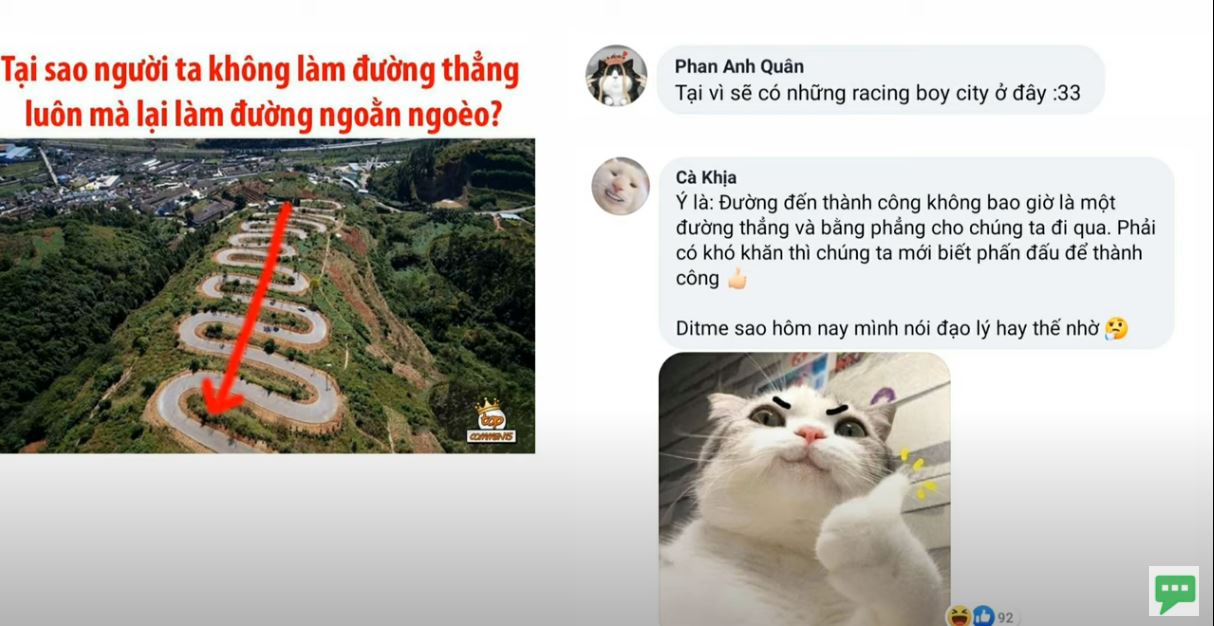 Tại sao người ta không làm đường thẳng
luôn mà lại làm đường ngoằn ngoèo?
top
COMMENTS
Phan Anh Quân
Tại vì sẽ có những racing boy city ở đây :33
Cà Khịa
Ý là: Đường đến thành công không bao giờ là một
đường thẳng và bằng phẳng cho chúng ta đi qua. Phải
có khó khăn thì chúng ta mới biết phấn đấu để thành
công 👍🏻
Ditme sao hôm nay mình nói đạo lý hay thế nhờ 🤔
92